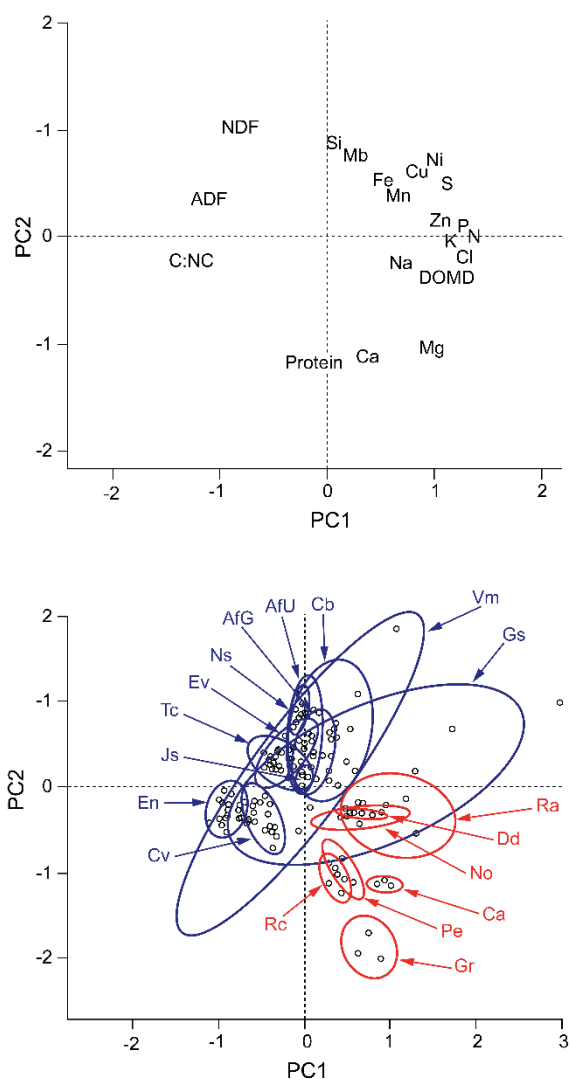 2
NDF
Si
Mb
-1
Ni
Cu
Fe
S
Mn
ADF
Zn
P
0
N
K
C:NC
Na
Cl
DOMD
PC2
-1
Protein
Ca
Mg
-2
-2
-1
0
1
2
PC1
AfU
Cb
Vm
2
AfG
Gs
Ns
Ev
-1
Tc
Js
PC2
0
En
Ra
Dd
Cv
No
-1
Rc
Pe
Ca
-2
Gr
-2
-1
0
1
2
3
PC1